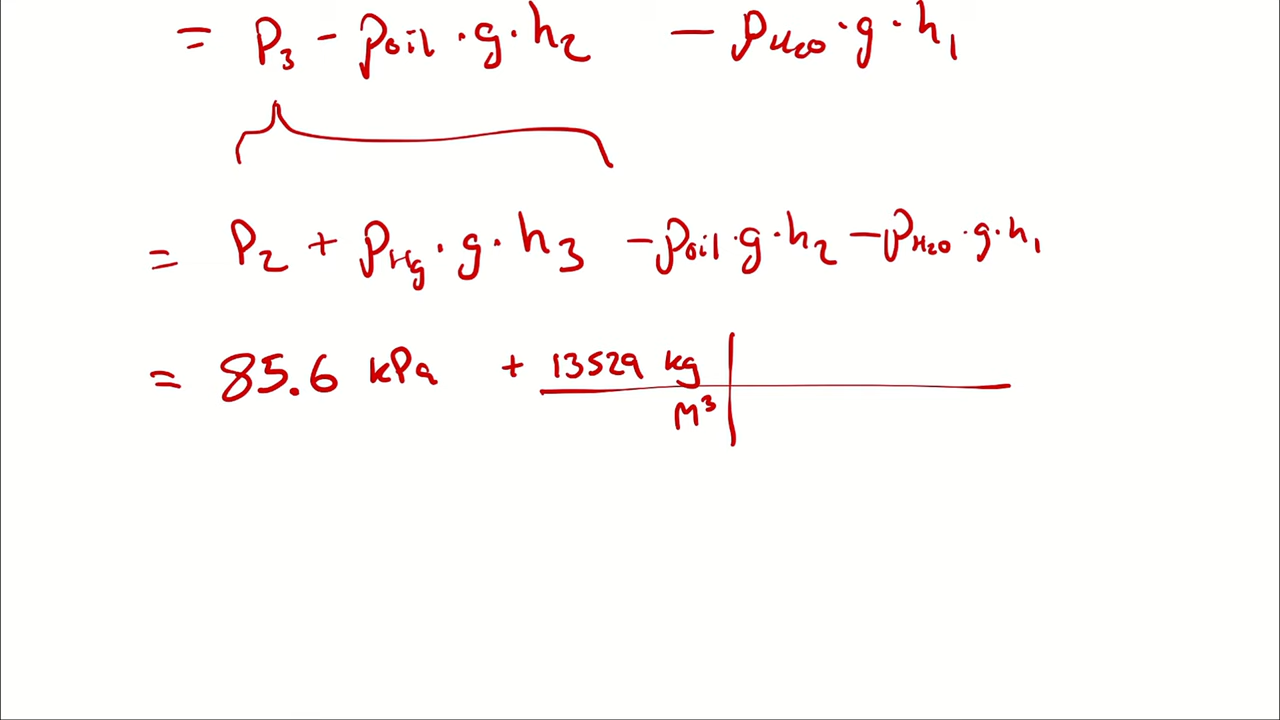 = P₃ - ρoil · g · h₂ - ρH₂O · g · h₁
= P₂ + ρHg · g · h₃ - ρoil · g · h₂ - ρH₂O · g · h₁
= 85.6 kPa + 13529 kg
m³